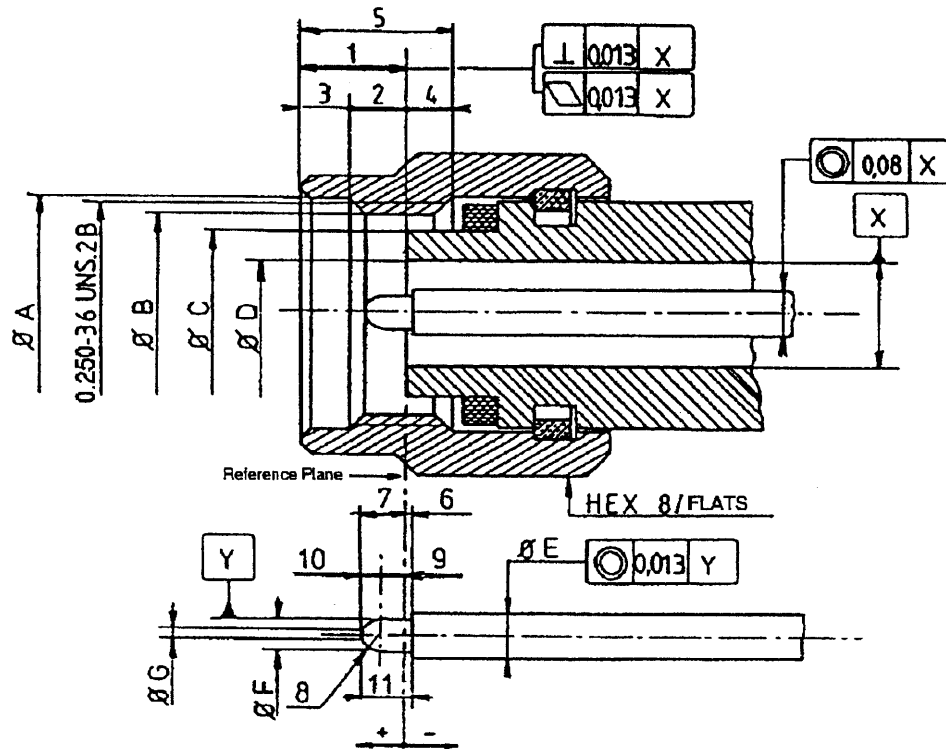 5
1
⊥ 0,013 X
3 2 4
⏥ 0,013 X
◎ 0,08 X
X
Ø A
0.250-36 UNS.2B
Ø B
Ø C
Ø D
Reference Plane
HEX 8/FLATS
7 6
Y
10 9
Ø E
◎ 0,013 Y
Ø G
Ø F
8
11
+ -